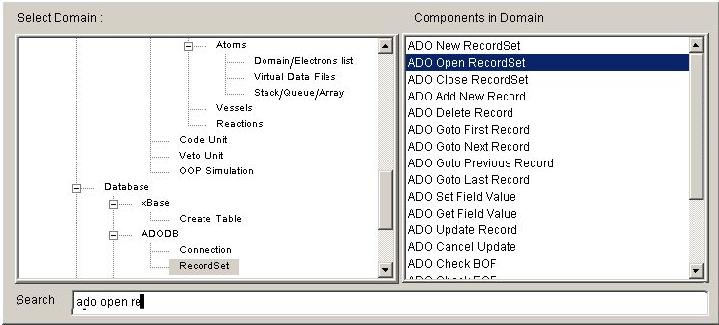 Select Domain :
Components in Domain
Atoms
Domain/Electrons list
Virtual Data Files
Stack/Queue/Array
Vessels
Reactions
Code Unit
Veto Unit
OOP Simulation
Database
xBase
Create Table
ADODB
Connection
RecordSet
ADO New RecordSet
ADO Open RecordSet
ADO Close RecordSet
ADO Add New Record
ADO Delete Record
ADO Goto First Record
ADO Goto Next Record
ADO Goto Previous Record
ADO Goto Last Record
ADO Set Field Value
ADO Get Field Value
ADO Update Record
ADO Cancel Update
ADO Check BOF
ADO Check EOF
Search
ado open re